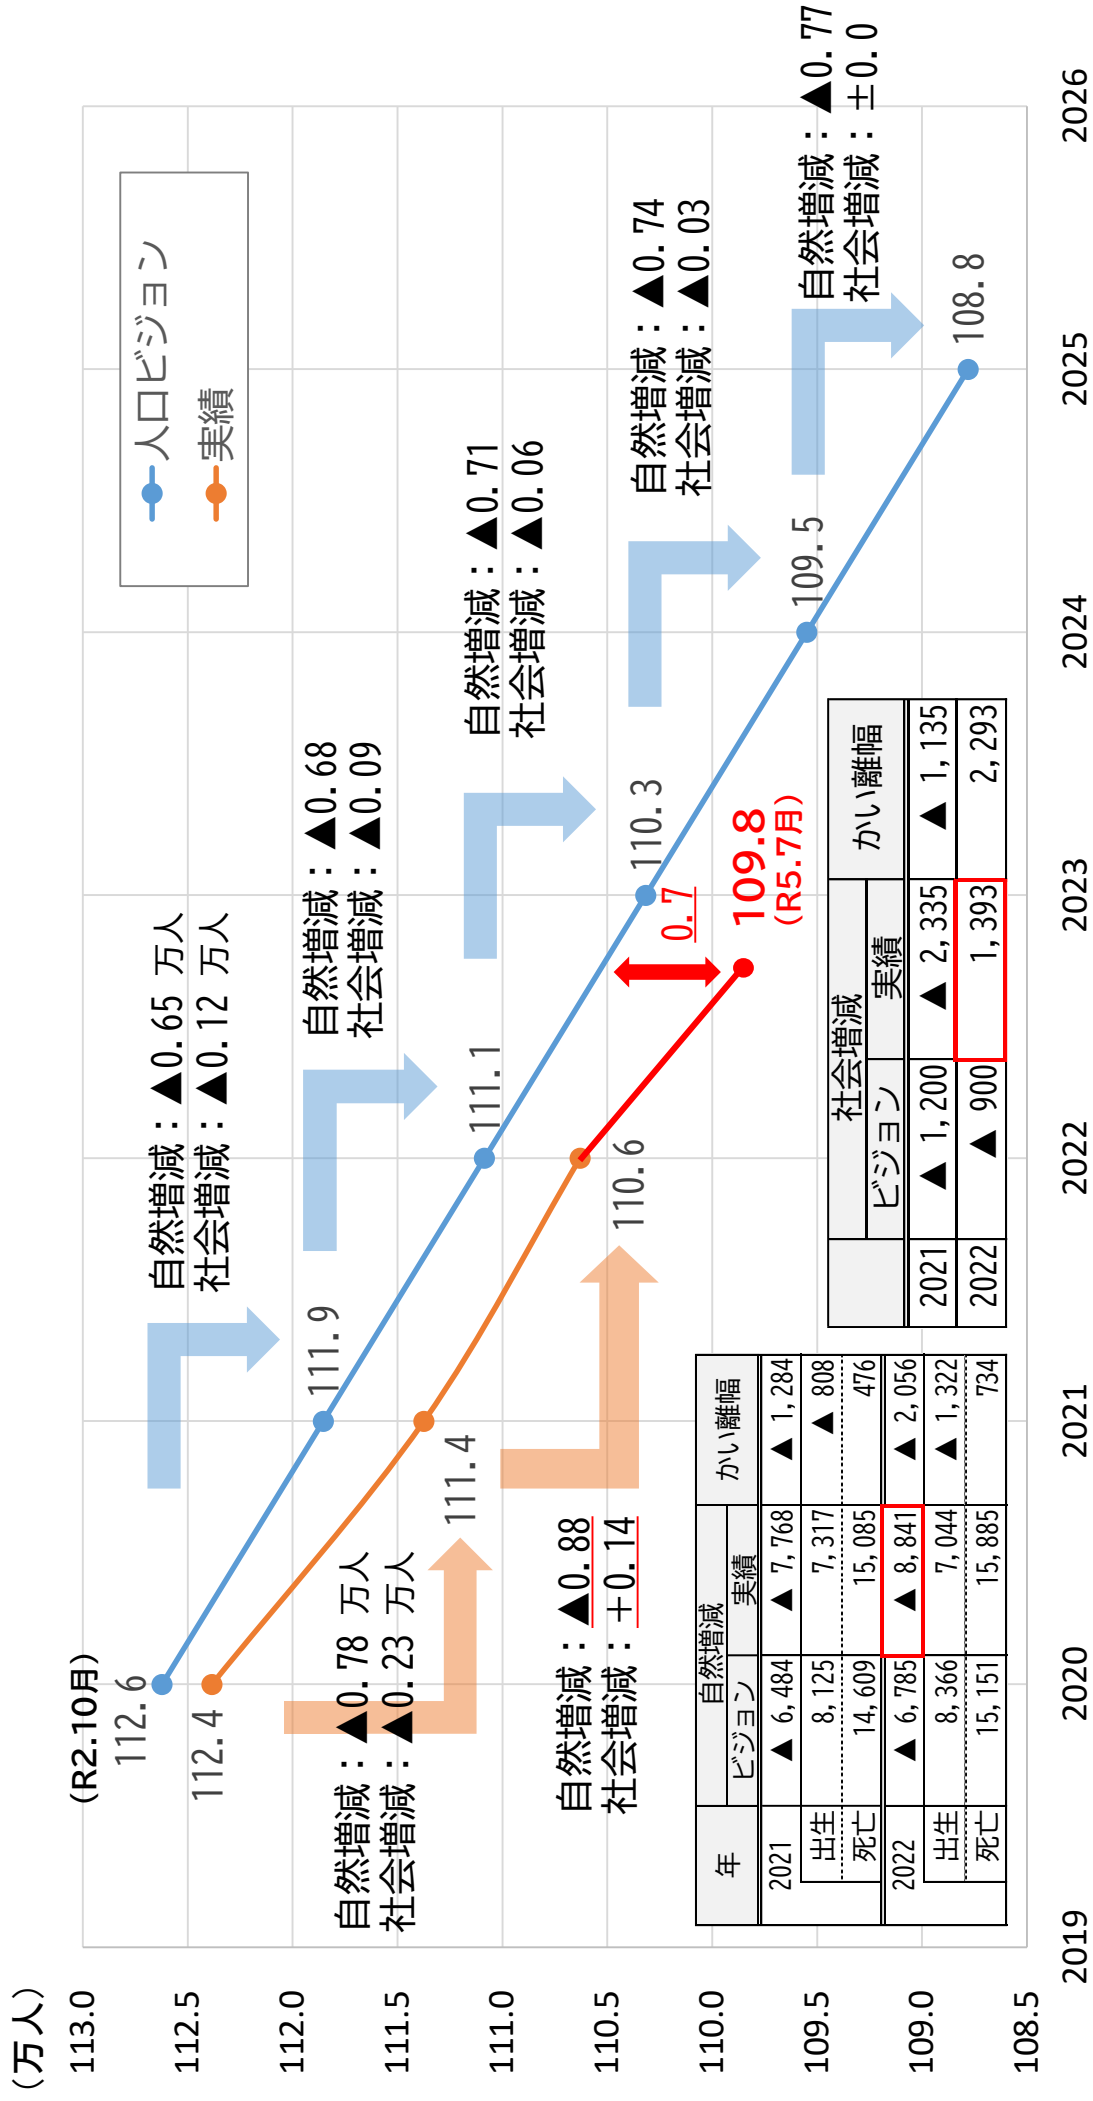 （万人）
113.0
112.5
112.0
111.5
111.0
110.5
110.0
109.5
109.0
108.5
2019
2020
2021
2022
2023
2024
2025
2026
人口ビジョン
実績
(R2.10月)
112.6
111.9
111.1
110.3
109.5
108.8
112.4
111.4
110.6
自然増減：▲0.65 万人
社会増減：▲0.12 万人
自然増減：▲0.68
社会増減：▲0.09
自然増減：▲0.71
社会増減：▲0.06
自然増減：▲0.74
社会増減：▲0.03
自然増減：▲0.77
社会増減：±0.0
自然増減：▲0.78 万人
社会増減：▲0.23 万人
自然増減：▲0.88
社会増減：＋0.14
0.7
109.8
(R5.7月)
年 自然増減 かい離幅
ビジョン 実績
2021 ▲ 6,484 ▲ 7,768 ▲ 1,284
出生 8,125 7,317 ▲ 808
死亡 14,609 15,085 476
2022 ▲ 6,785 ▲ 8,841 ▲ 2,056
出生 8,366 7,044 ▲ 1,322
死亡 15,151 15,885 734
社会増減 かい離幅
ビジョン 実績
2021 ▲ 1,200 ▲ 2,335 ▲ 1,135
2022 ▲ 900 1,393 2,293